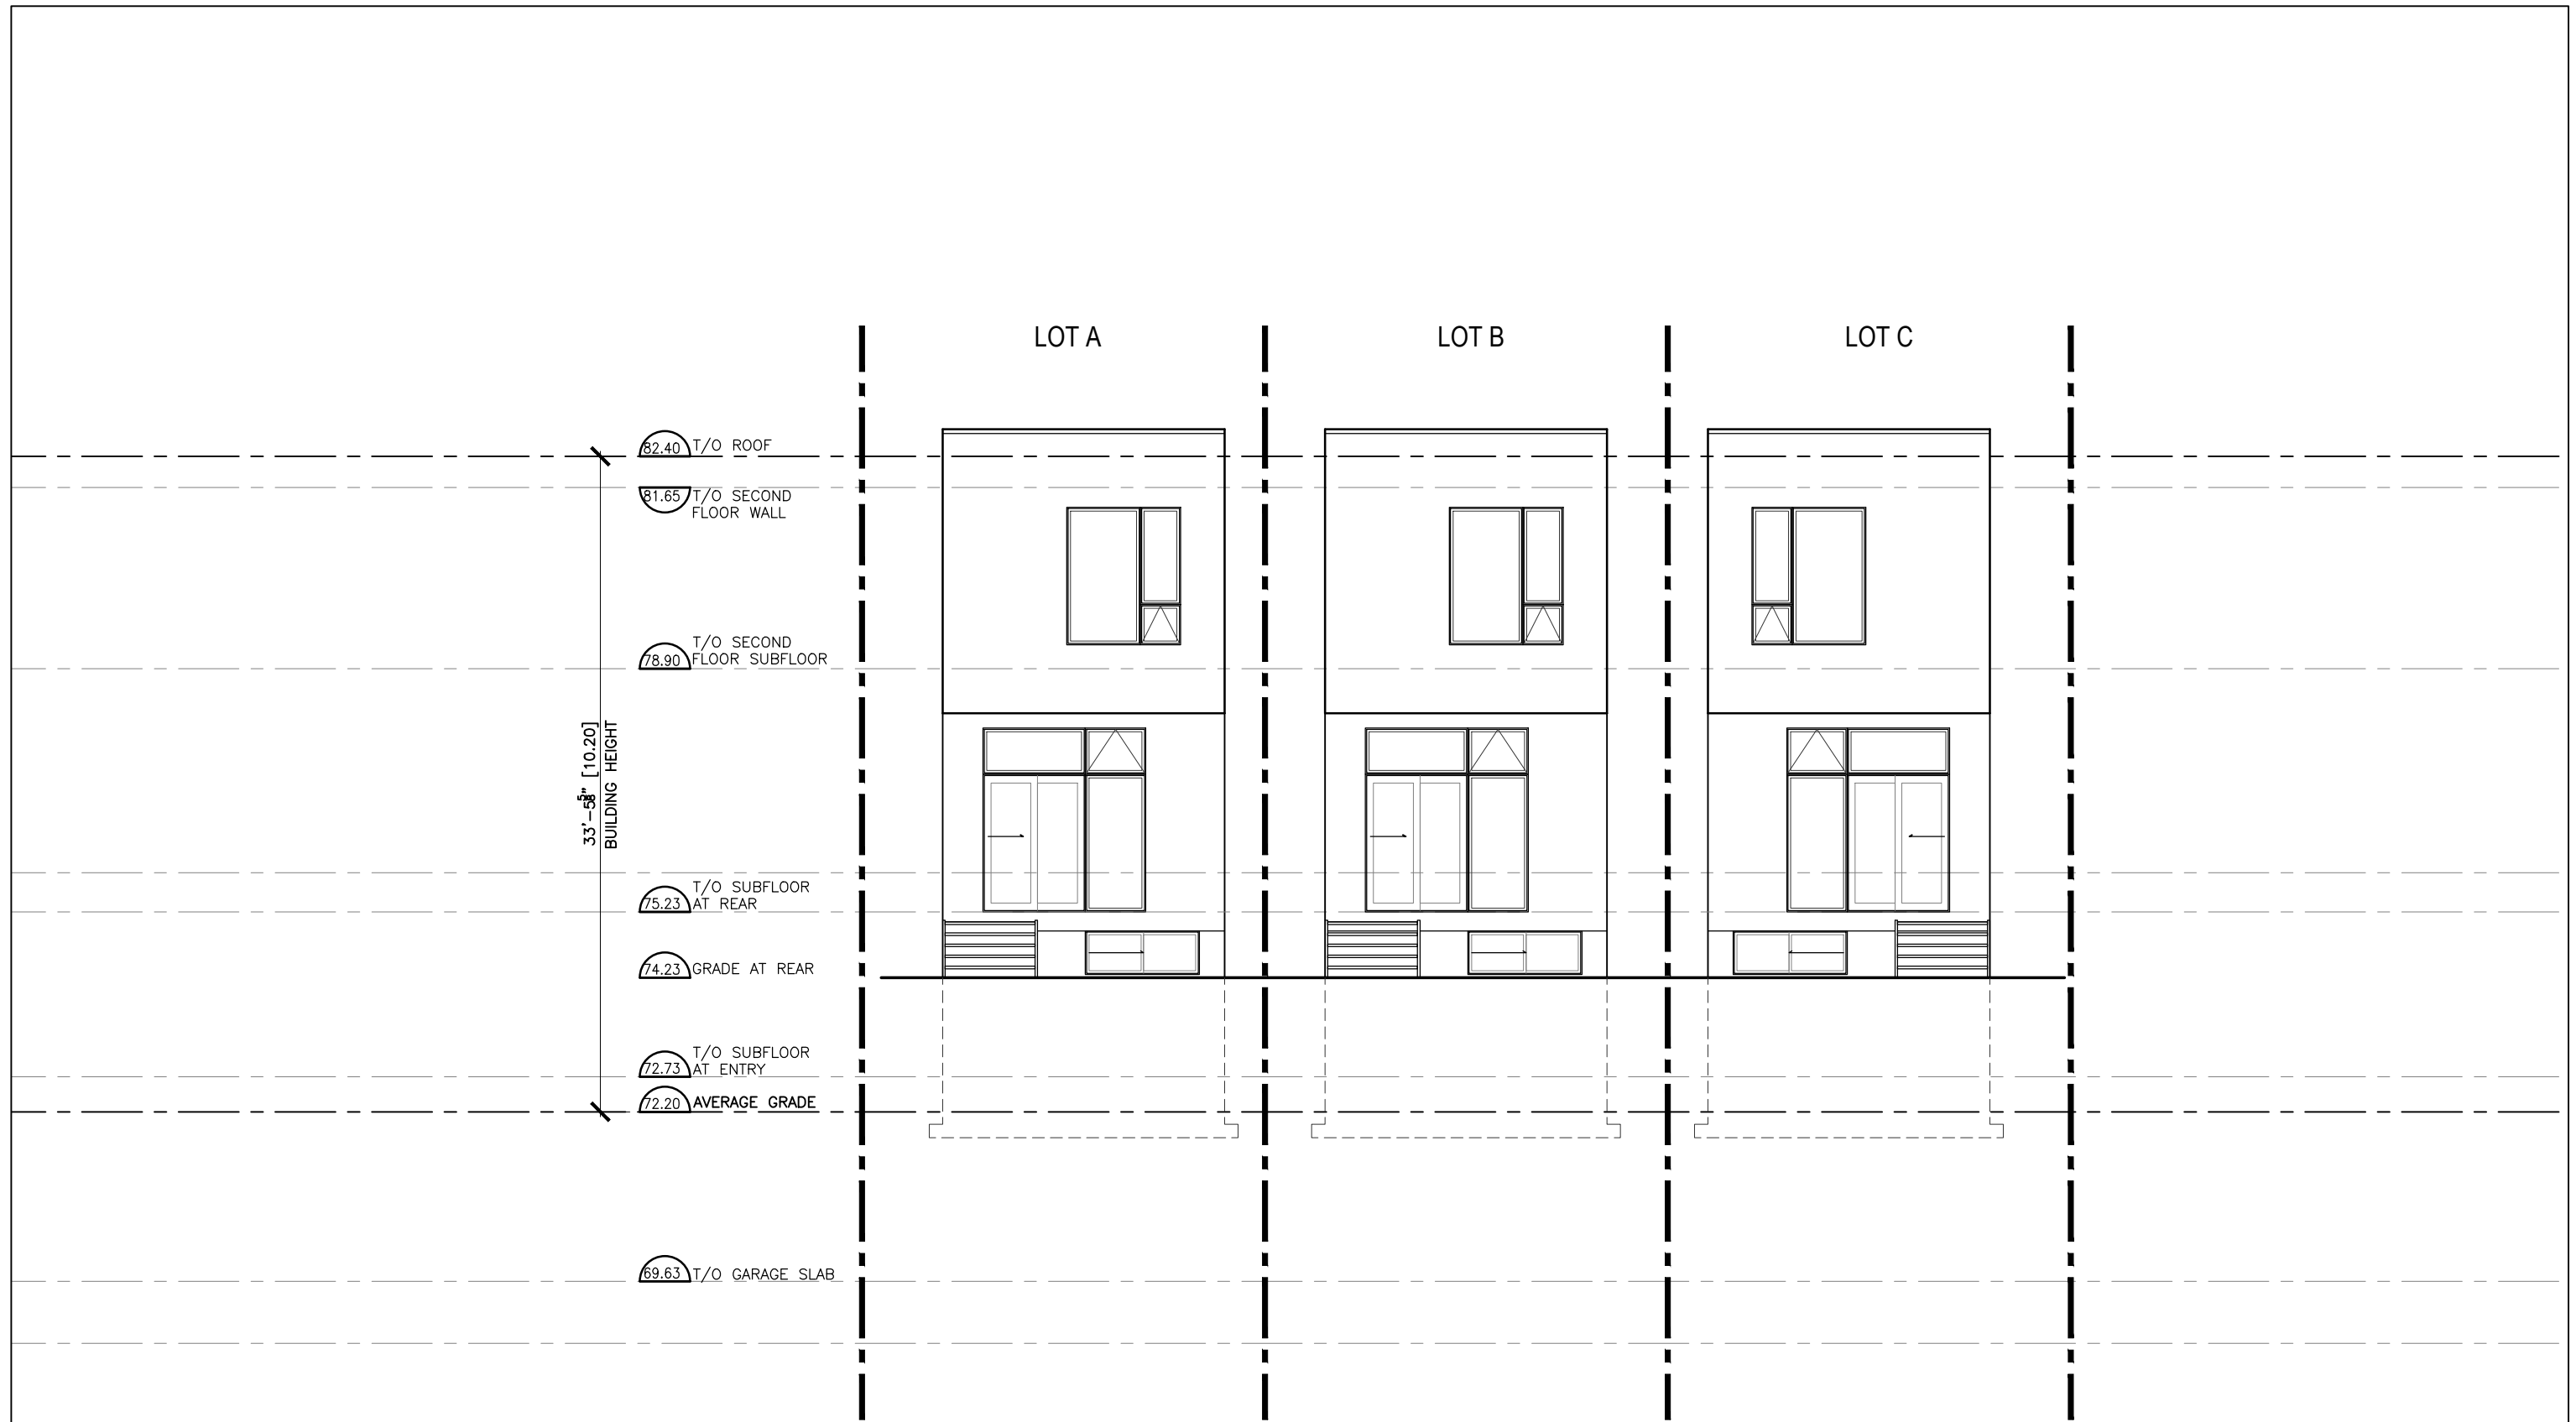 LOT A
LOT B
LOT C
82.40 T/O ROOF
81.65 T/O SECOND
FLOOR WALL
T/O SECOND
78.90 FLOOR SUBFLOOR
33'-5⅝" [10.20]
BUILDING HEIGHT
T/O SUBFLOOR
75.23 AT REAR
74.23 GRADE AT REAR
T/O SUBFLOOR
72.73 AT ENTRY
72.20 AVERAGE GRADE
69.63 T/O GARAGE SLAB